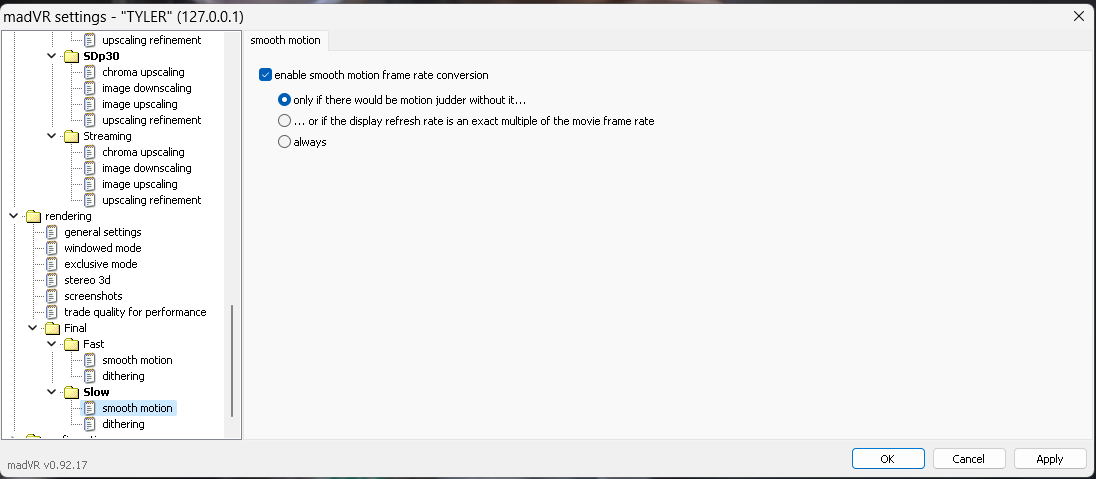 madVR settings - "TYLER" (127.0.0.1)
upscaling refinement
SDp30
chroma upscaling
image downscaling
image upscaling
upscaling refinement
Streaming
chroma upscaling
image downscaling
image upscaling
upscaling refinement
rendering
general settings
windowed mode
exclusive mode
stereo 3d
screenshots
trade quality for performance
Final
Fast
smooth motion
dithering
Slow
smooth motion
dithering
smooth motion
enable smooth motion frame rate conversion
only if there would be motion judder without it...
... or if the display refresh rate is an exact multiple of the movie frame rate
always
madVR v0.92.17
OK
Cancel
Apply